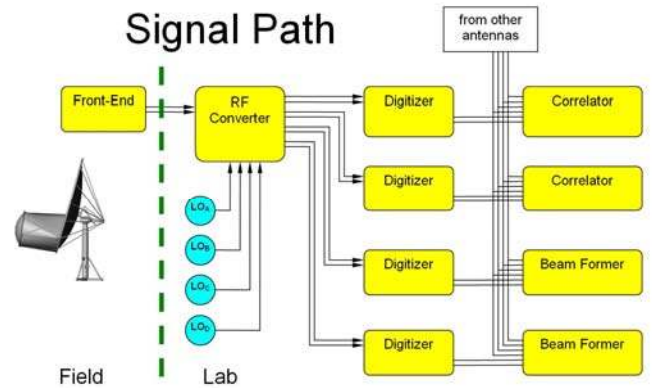 Signal Path
from other
antennas
Front-End
RF
Converter
Digitizer
Correlator
Digitizer
Correlator
LOA
LOB
LOC
LOD
Digitizer
Beam Former
Digitizer
Beam Former
Field
Lab